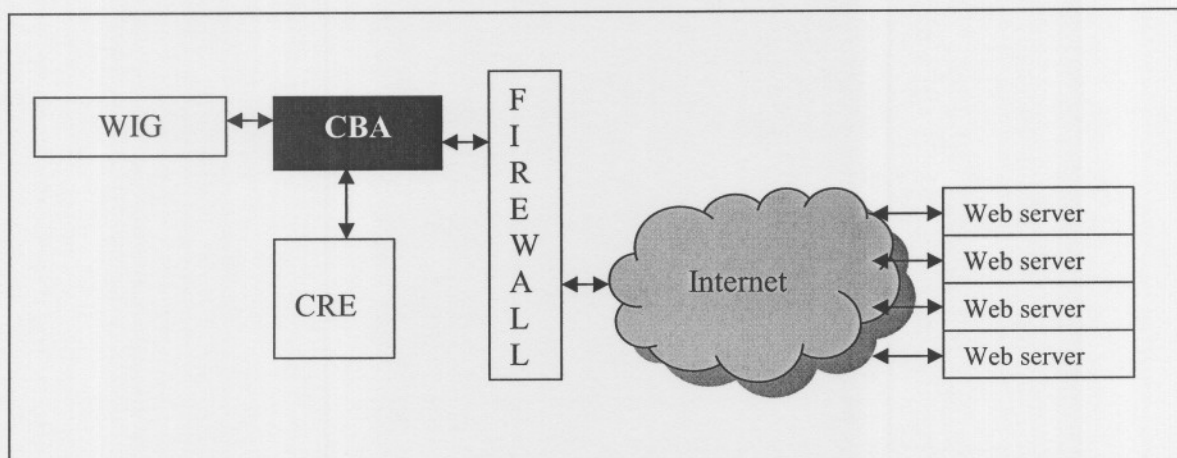 WIG
CBA
CRE
F
I
R
E
W
A
L
L
Internet
Web server
Web server
Web server
Web server